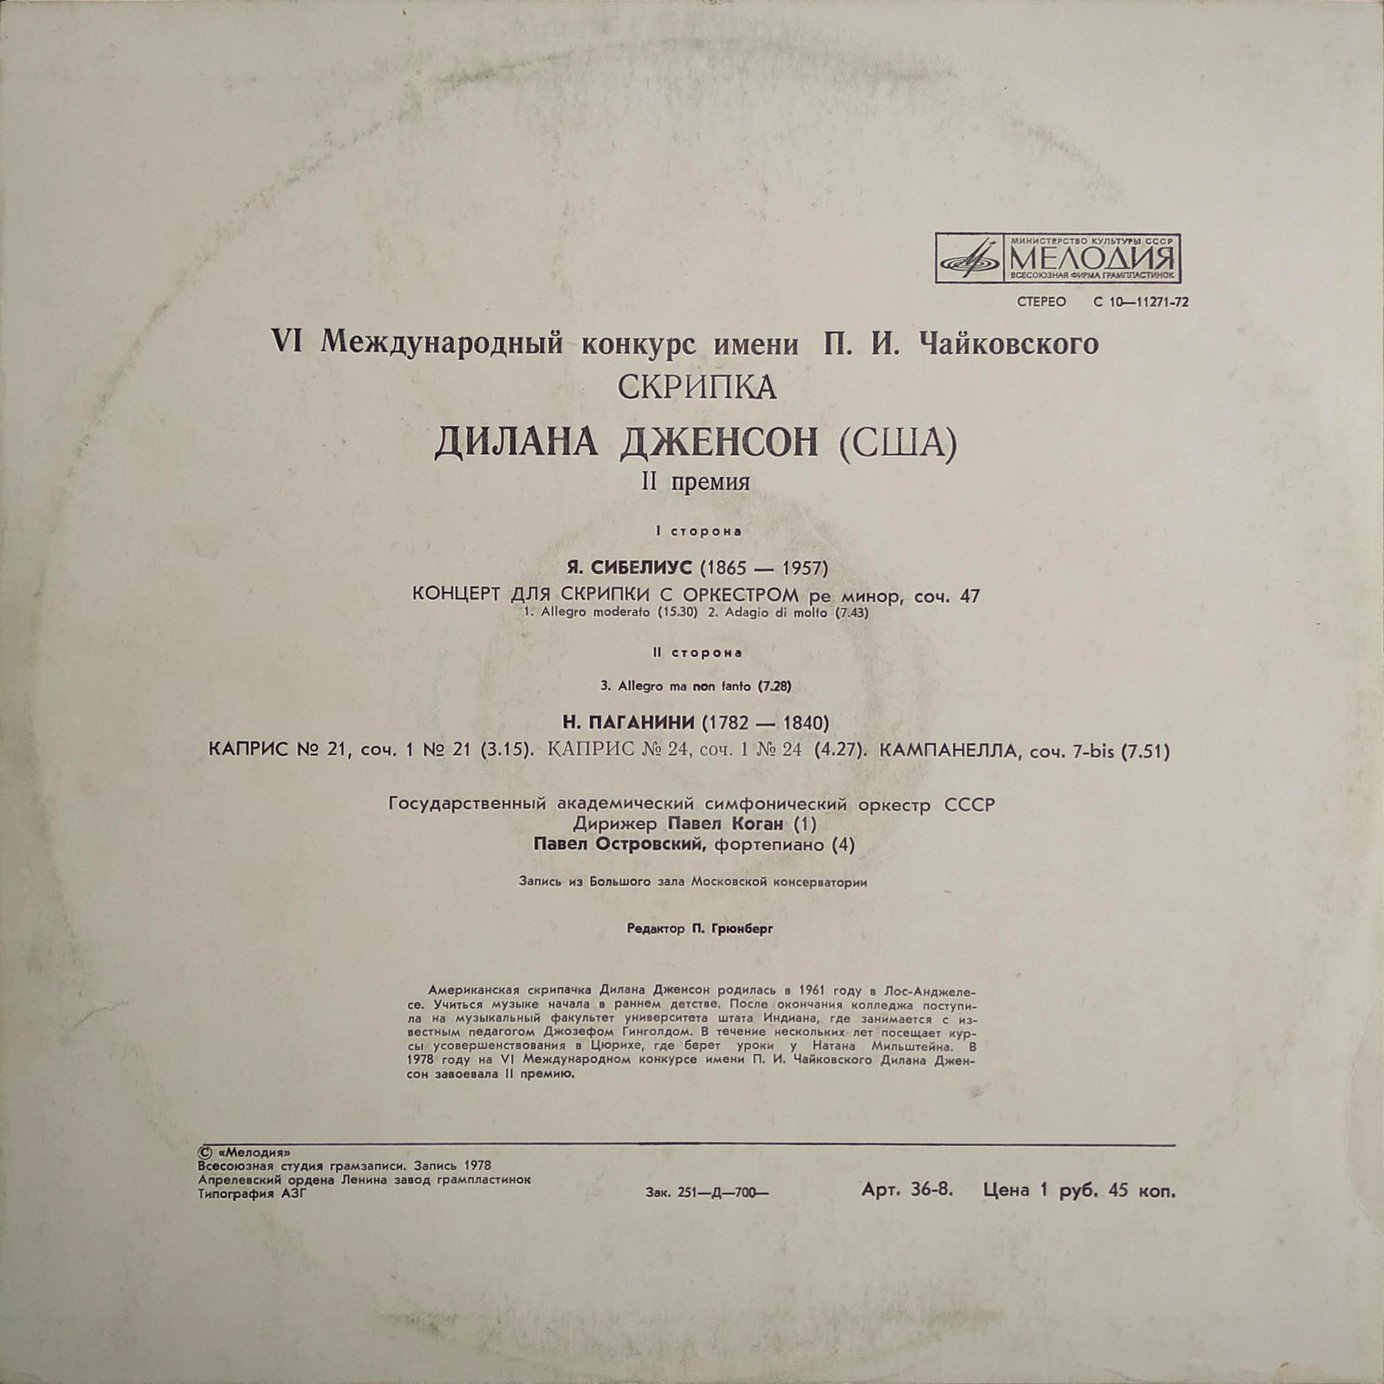 МИНИСТЕРСТВО КУЛЬТУРЫ СССР
МЕЛОДИЯ
ВСЕСОЮЗНАЯ ФИРМА ГРАМПЛАСТИНОК
СТЕРЕО С 10—11271-72
VI Международный конкурс имени П. И. Чайковского
СКРИПКА
ДИЛАНА ДЖЕНСОН (США)
II премия
I сторона
Я. СИБЕЛИУС (1865 — 1957)
КОНЦЕРТ ДЛЯ СКРИПКИ С ОРКЕСТРОМ ре минор, соч. 47
1. Allegro moderato (15.30) 2. Adagio di molto (7.43)
II сторона
3. Allegro ma non tanto (7.28)
Н. ПАГАНИНИ (1782 — 1840)
КАПРИС № 21, соч. 1 № 21 (3.15). КАПРИС № 24, соч. 1 № 24 (4.27). КАМПАНЕЛЛА, соч. 7-bis (7.51)
Государственный академический симфонический оркестр СССР
Дирижер Павел Коган (1)
Павел Островский, фортепиано (4)
Запись из Большого зала Московской консерватории
Редактор П. Грюнберг
Американская скрипачка Дилана Дженсон родилась в 1961 году в Лос-Анджеле-
се. Учиться музыке начала в раннем детстве. После окончания колледжа поступи-
ла на музыкальный факультет университета штата Индиана, где занимается с из-
вестным педагогом Джозефом Гинголдом. В течение нескольких лет посещает кур-
сы усовершенствования в Цюрихе, где берет уроки у Натана Мильштейна. В
1978 году на VI Международном конкурсе имени П. И. Чайковского Дилана Джен-
сон завоевала II премию.
© «Мелодия»
Всесоюзная студия грамзаписи. Запись 1978
Апрелевский ордена Ленина завод грампластинок
Типография АЗГ
Зак. 251—Д—700—
Арт. 36-8. Цена 1 руб. 45 коп.